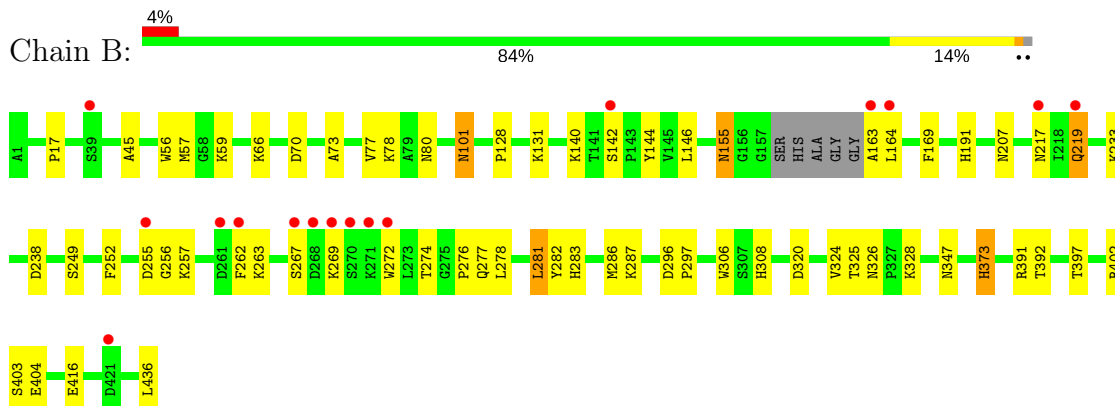 4%
Chain B:
84% 14% ••
A1 P17 S39 A45 W56 M57 G58 K59 K66 D70 A73 V77 K78 A79 N80 N101 P128 K131 K140 T141 S142 P143 Y144 V145 L146 N155 G156 G157 SER HIS ALA GLY GLY A163 L164 F169 H191 N207 N217 I218 Q219
D238 S249 F252 D255 G256 K257 D261 F262 K263 S267 D268 K269 S270 K271 W272 L273 T274 G275 P276 Q277 L278 L281 Y282 H283 M286 K287 D296 P297 W306 S307 H308 D320 V324 T325 N326 P327 K328 N347 H373 R391 T392 T397
S403 E404 E416 D421 L436